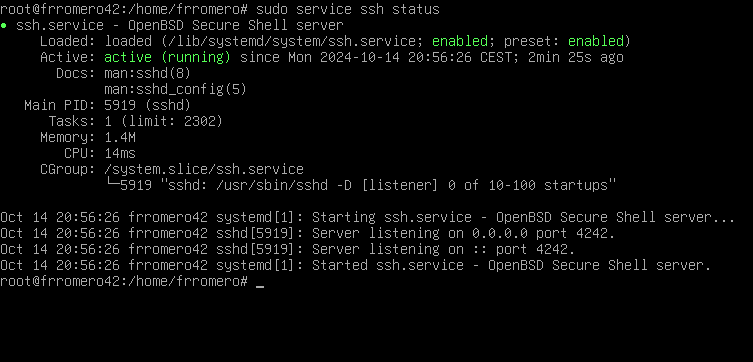 root@frromero42:/home/frromero# sudo service ssh status
● ssh.service - OpenBSD Secure Shell server
     Loaded: loaded (/lib/systemd/system/ssh.service; enabled; preset: enabled)
     Active: active (running) since Mon 2024-10-14 20:56:26 CEST; 2min 25s ago
       Docs: man:sshd(8)
             man:sshd_config(5)
   Main PID: 5919 (sshd)
      Tasks: 1 (limit: 2302)
     Memory: 1.4M
        CPU: 14ms
     CGroup: /system.slice/ssh.service
             └─5919 "sshd: /usr/sbin/sshd -D [listener] 0 of 10-100 startups"

Oct 14 20:56:26 frromero42 systemd[1]: Starting ssh.service - OpenBSD Secure Shell server...
Oct 14 20:56:26 frromero42 sshd[5919]: Server listening on 0.0.0.0 port 4242.
Oct 14 20:56:26 frromero42 sshd[5919]: Server listening on :: port 4242.
Oct 14 20:56:26 frromero42 systemd[1]: Started ssh.service - OpenBSD Secure Shell server.
root@frromero42:/home/frromero# _